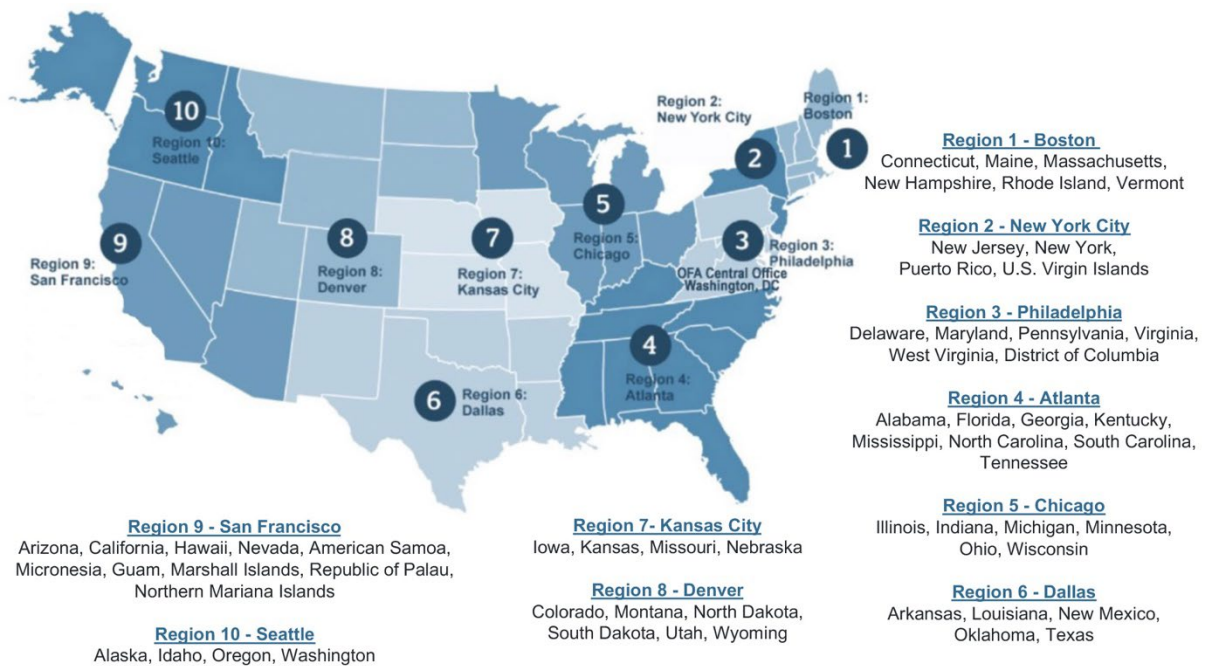 Region 2:
New York City
Region 1:
Boston
10
Region 10:
Seattle
2
1
9
Region 9:
San Francisco
8
Region 8:
Denver
7
Region 7:
Kansas City
5
Region 5:
Chicago
3
Region 3:
Philadelphia
OFA Central Office
Washington, DC
4
Region 4:
Atlanta
6
Region 6:
Dallas
Region 1 - Boston
Connecticut, Maine, Massachusetts,
New Hampshire, Rhode Island, Vermont
Region 2 - New York City
New Jersey, New York,
Puerto Rico, U.S. Virgin Islands
Region 3 - Philadelphia
Delaware, Maryland, Pennsylvania, Virginia,
West Virginia, District of Columbia
Region 4 - Atlanta
Alabama, Florida, Georgia, Kentucky,
Mississippi, North Carolina, South Carolina,
Tennessee
Region 5 - Chicago
Illinois, Indiana, Michigan, Minnesota,
Ohio, Wisconsin
Region 6 - Dallas
Arkansas, Louisiana, New Mexico,
Oklahoma, Texas
Region 7- Kansas City
Iowa, Kansas, Missouri, Nebraska
Region 8 - Denver
Colorado, Montana, North Dakota,
South Dakota, Utah, Wyoming
Region 9 - San Francisco
Arizona, California, Hawaii, Nevada, American Samoa,
Micronesia, Guam, Marshall Islands, Republic of Palau,
Northern Mariana Islands
Region 10 - Seattle
Alaska, Idaho, Oregon, Washington